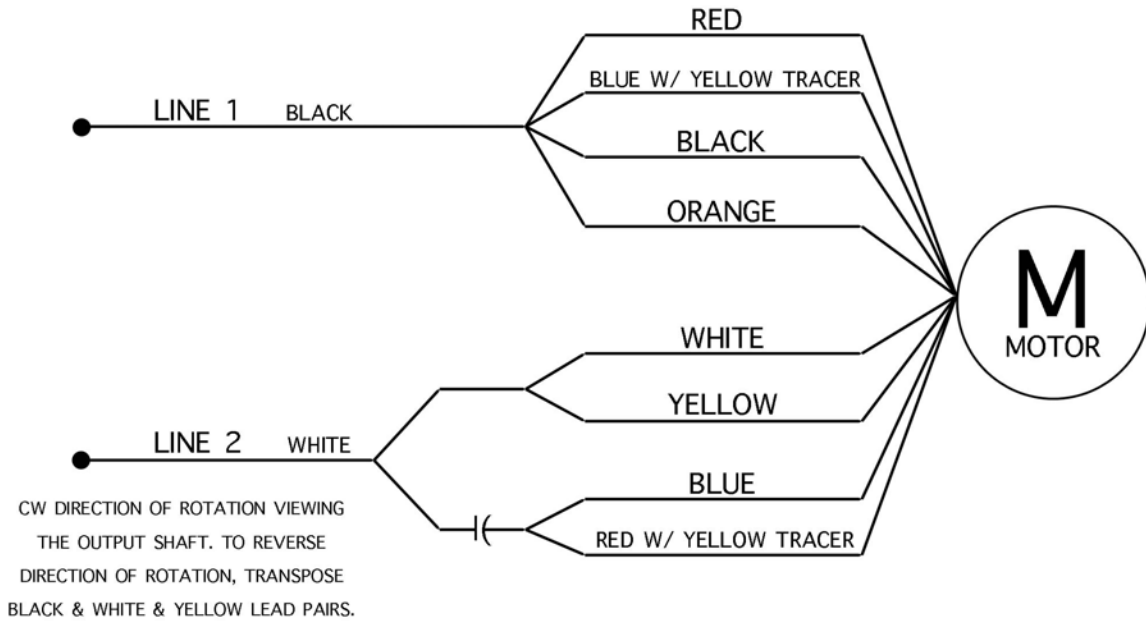 RED
BLUE W/ YELLOW TRACER
LINE 1 BLACK
BLACK
ORANGE
M
MOTOR
WHITE
YELLOW
LINE 2 WHITE
BLUE
RED W/ YELLOW TRACER
CW DIRECTION OF ROTATION VIEWING
THE OUTPUT SHAFT. TO REVERSE
DIRECTION OF ROTATION, TRANSPOSE
BLACK & WHITE & YELLOW LEAD PAIRS.